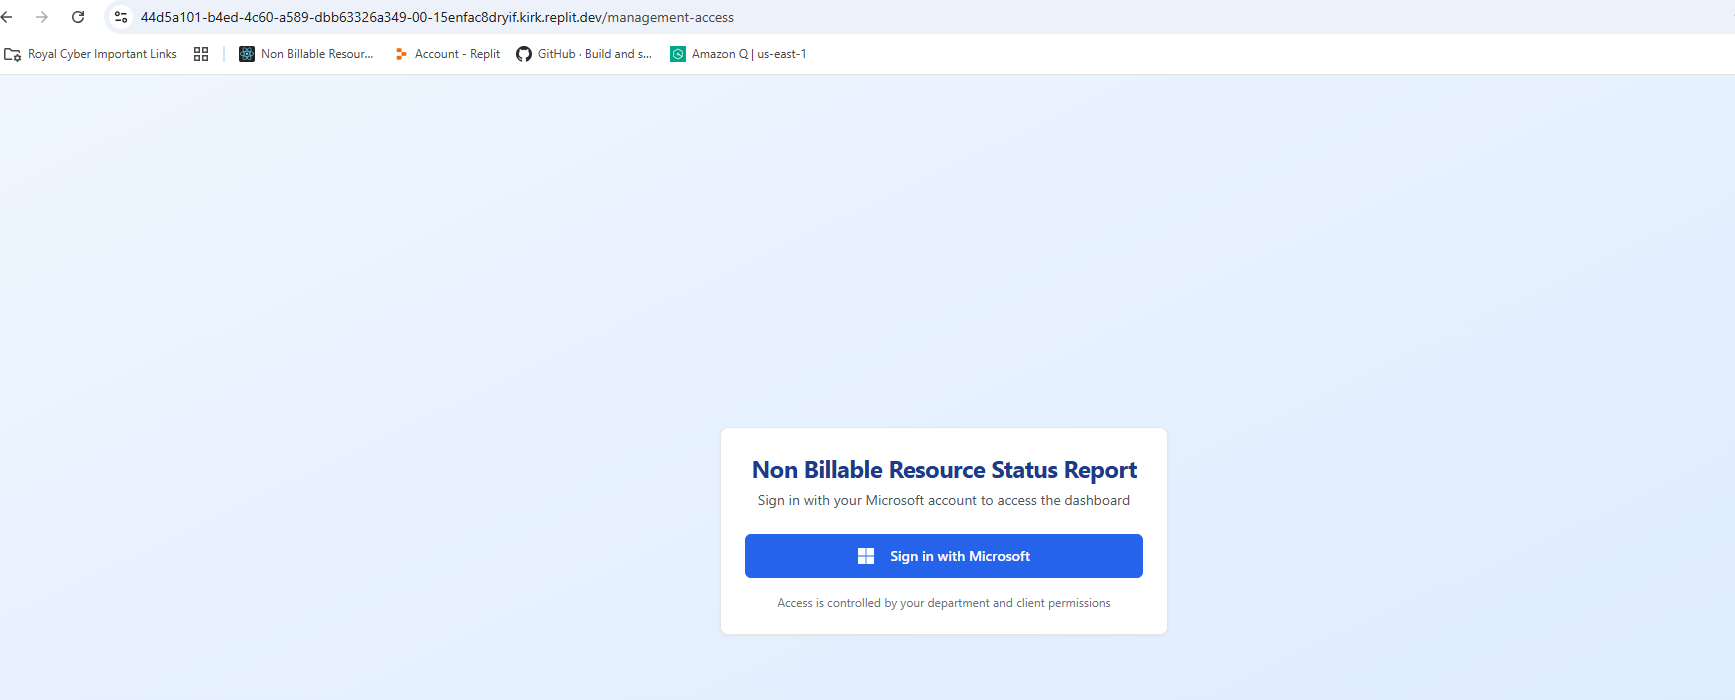 44d5a101-b4ed-4c60-a589-dbb63326a349-00-15enfac8dryif.kirk.replit.dev/management-access
Royal Cyber Important Links
Non Billable Resour...
Account - Replit
GitHub · Build and s...
Amazon Q | us-east-1
Non Billable Resource Status Report
Sign in with your Microsoft account to access the dashboard
Sign in with Microsoft
Access is controlled by your department and client permissions